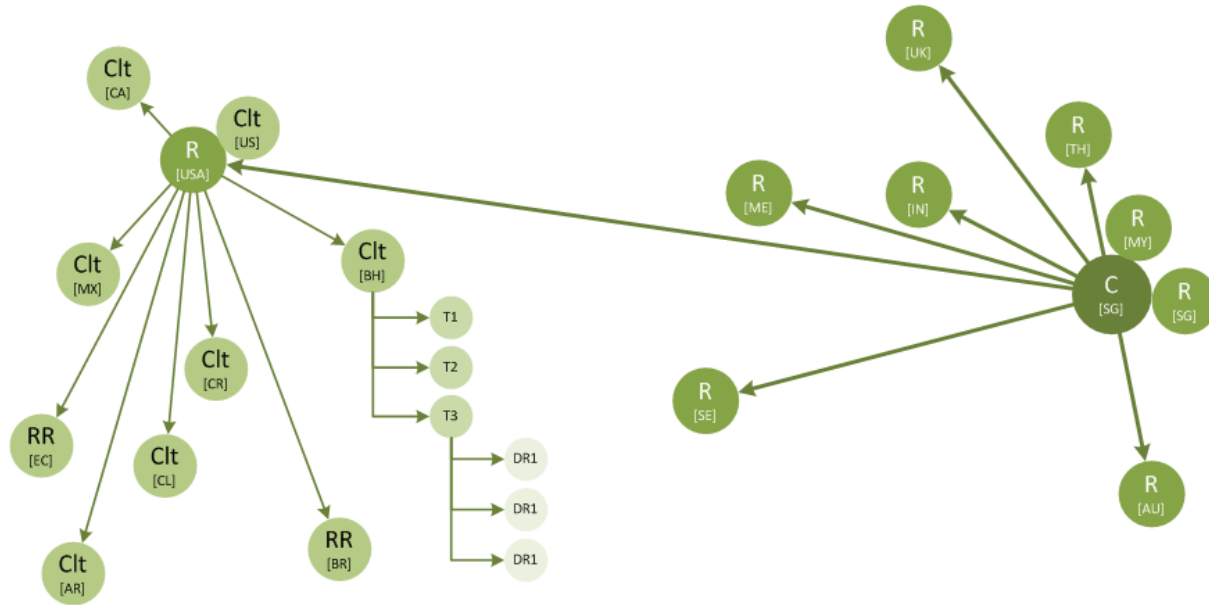 Clt
[CA]
Clt
[US]
R
[USA]
Clt
[MX]
Clt
[BH]
T1
T2
T3
Clt
[CR]
RR
[EC]
Clt
[CL]
Clt
[AR]
RR
[BR]
DR1
DR1
DR1
R
[UK]
R
[TH]
R
[ME]
R
[IN]
R
[MY]
C
[SG]
R
[SG]
R
[SE]
R
[AU]